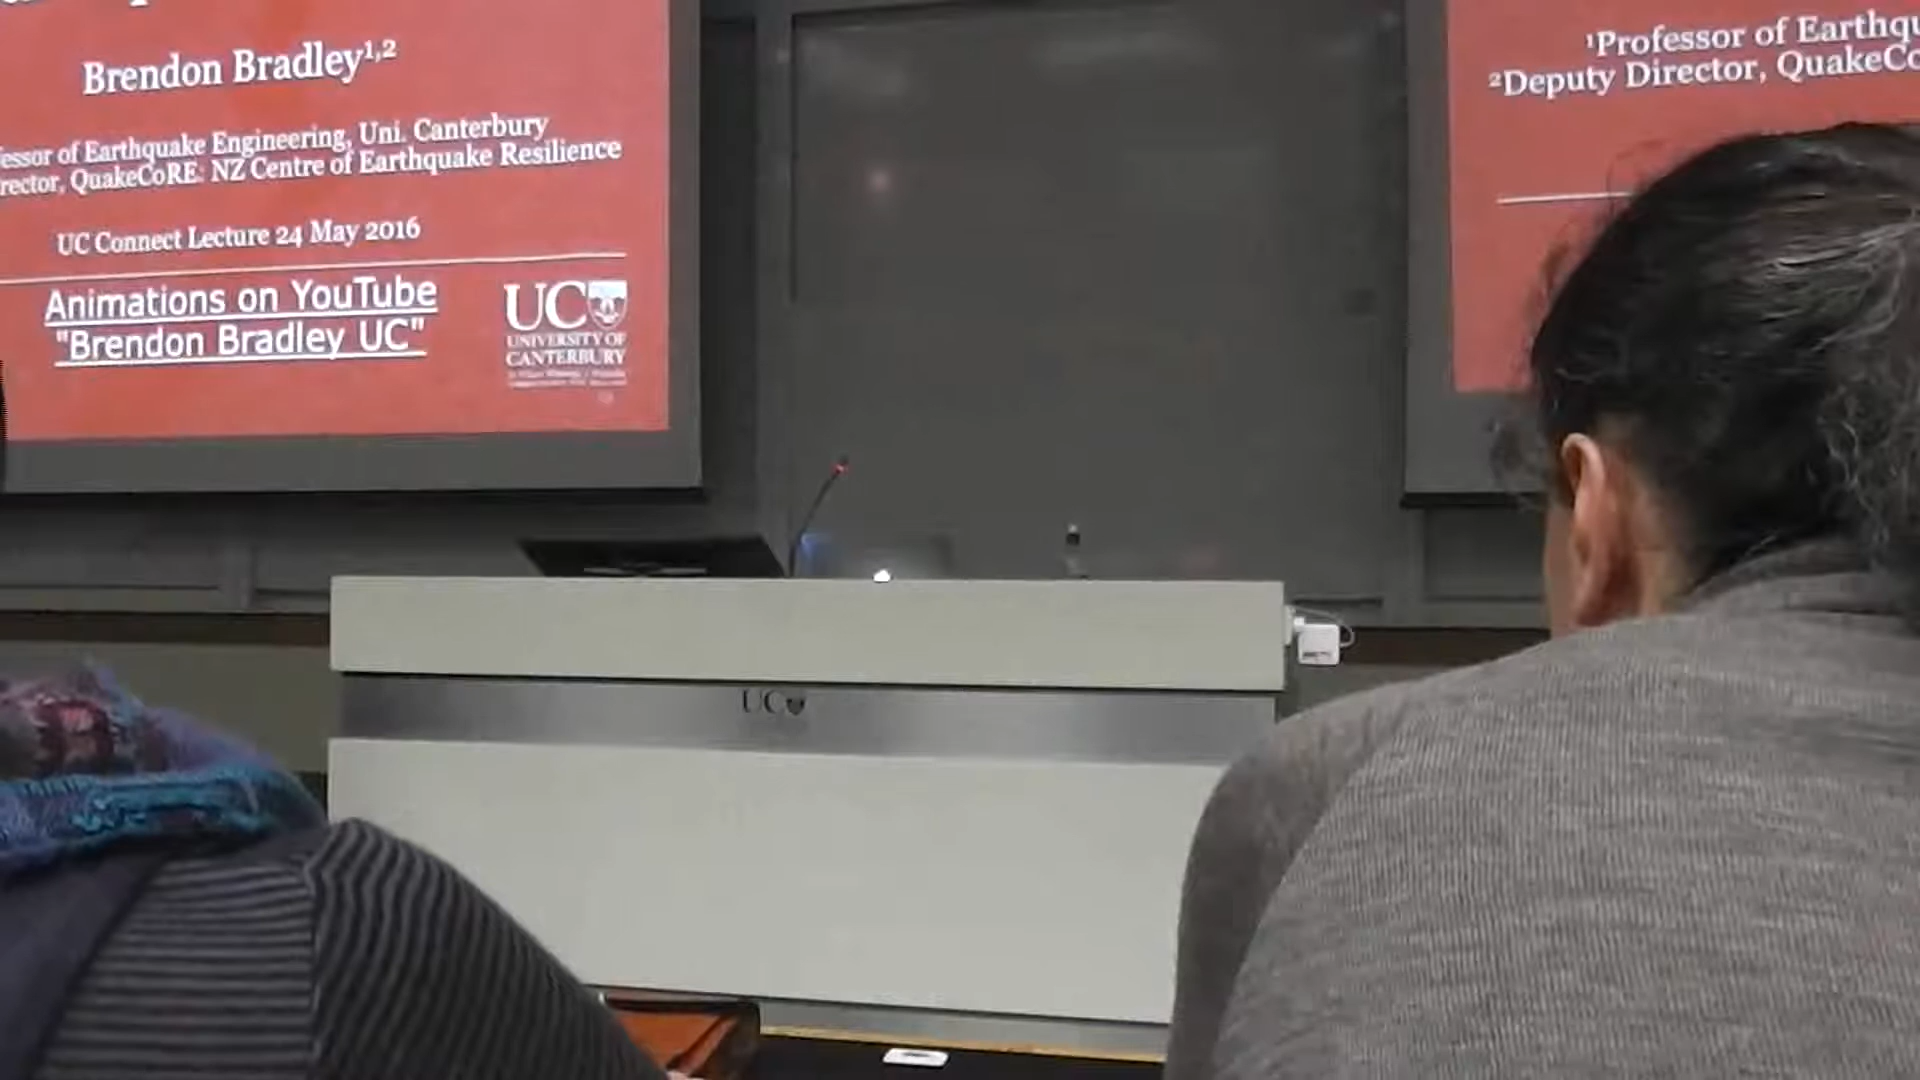 Brendon Bradley¹,²
fessor of Earthquake Engineering, Uni. Canterbury
rector, QuakeCoRE: NZ Centre of Earthquake Resilience
UC Connect Lecture 24 May 2016
Animations on YouTube
"Brendon Bradley UC"
UC
UNIVERSITY OF
CANTERBURY
¹Professor of Earthqu
²Deputy Director, QuakeCo
UC